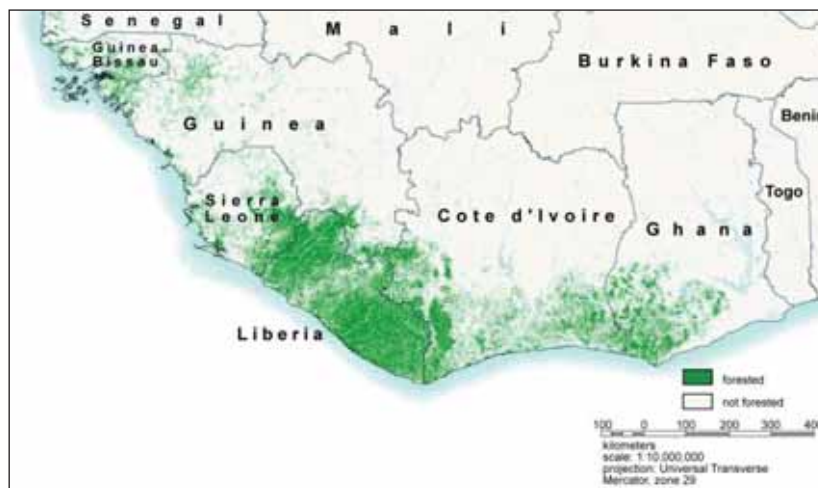 Senegal
Mali
Guinea
Bissau
Burkina Faso
Guinea
Benin
Togo
Sierra
Leone
Cote d'Ivoire
Ghana
Liberia
forested
not forested
100 0 100 200 300 400
kilometers
scale: 1:10,000,000
projection: Universal Transverse
Mercator, zone 29